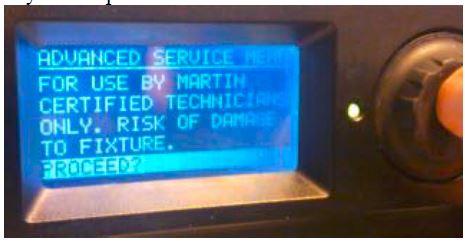 ADVANCED SERVICE MENU
FOR USE BY MARTIN
CERTIFIED TECHNICIANS
ONLY. RISK OF DAMAGE
TO FIXTURE.
PROCEED?